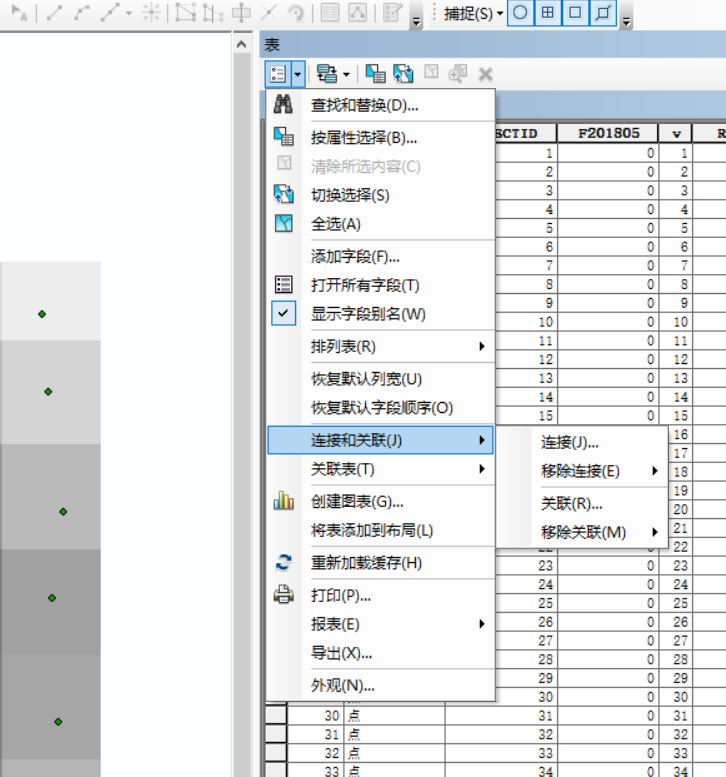 捕捉(S)
表
查找和替换(D)...
按属性选择(B)...
清除所选内容(C)
切换选择(S)
全选(A)
添加字段(F)...
打开所有字段(T)
显示字段别名(W)
排列表(R)
恢复默认列宽(U)
恢复默认字段顺序(O)
连接和关联(J)
关联表(T)
创建图表(G)...
将表添加到布局(L)
重新加载缓存(H)
打印(P)...
报表(E)
导出(X)...
外观(N)...
连接(J)...
移除连接(E)
关联(R)...
移除关联(M)
CTID F201805 v R
1 0 1
2 0 2
3 0 3
4 0 4
5 0 5
6 0 6
7 0 7
8 0 8
9 0 9
10 0 10
11 0 11
12 0 12
13 0 13
14 0 14
15 0 15
16
17
18
19
20
21
22
23 0 23
24 0 24
25 0 25
26 0 26
27 0 27
28 0 28
29 0 29
30 0 30
30 点 31 0 31
31 点 32 0 32
32 点 33 0 33
33 点 34 0 34